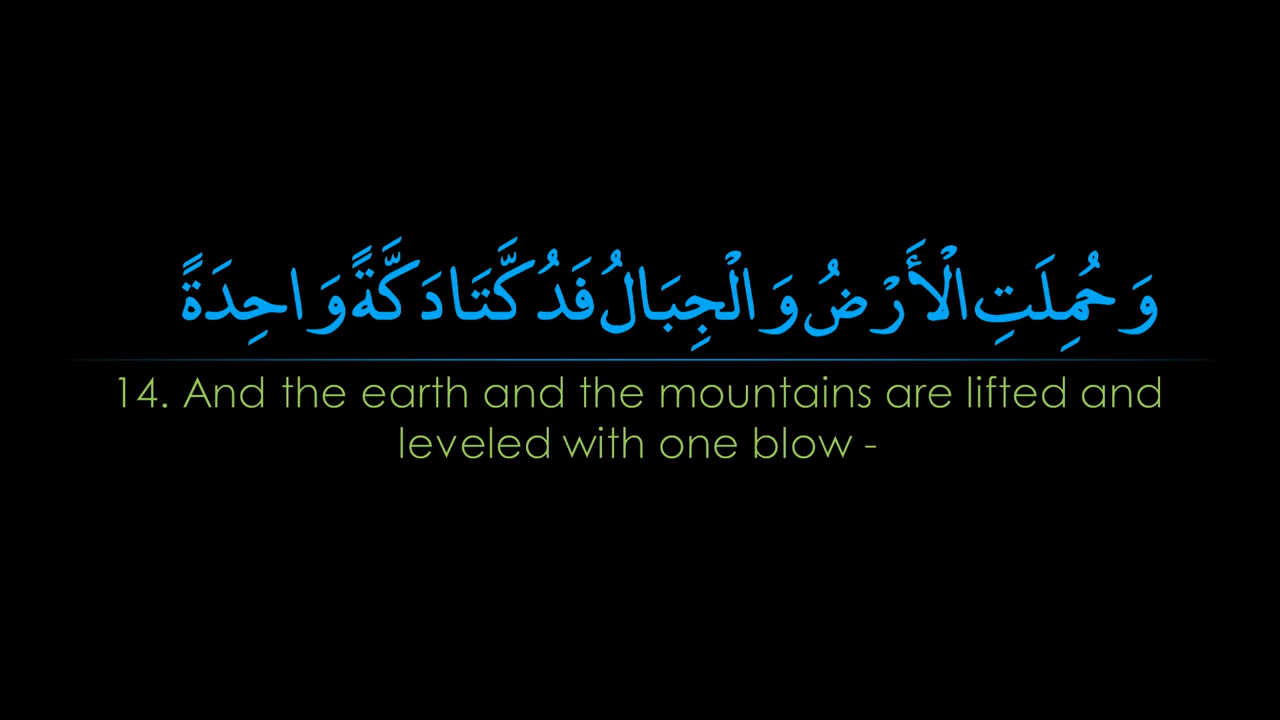 وَحُمِلَتِ الْأَرْضُ وَالْجِبَالُ فَدُكَّتَا دَكَّةً وَاحِدَةً
14. And the earth and the mountains are lifted and
leveled with one blow -